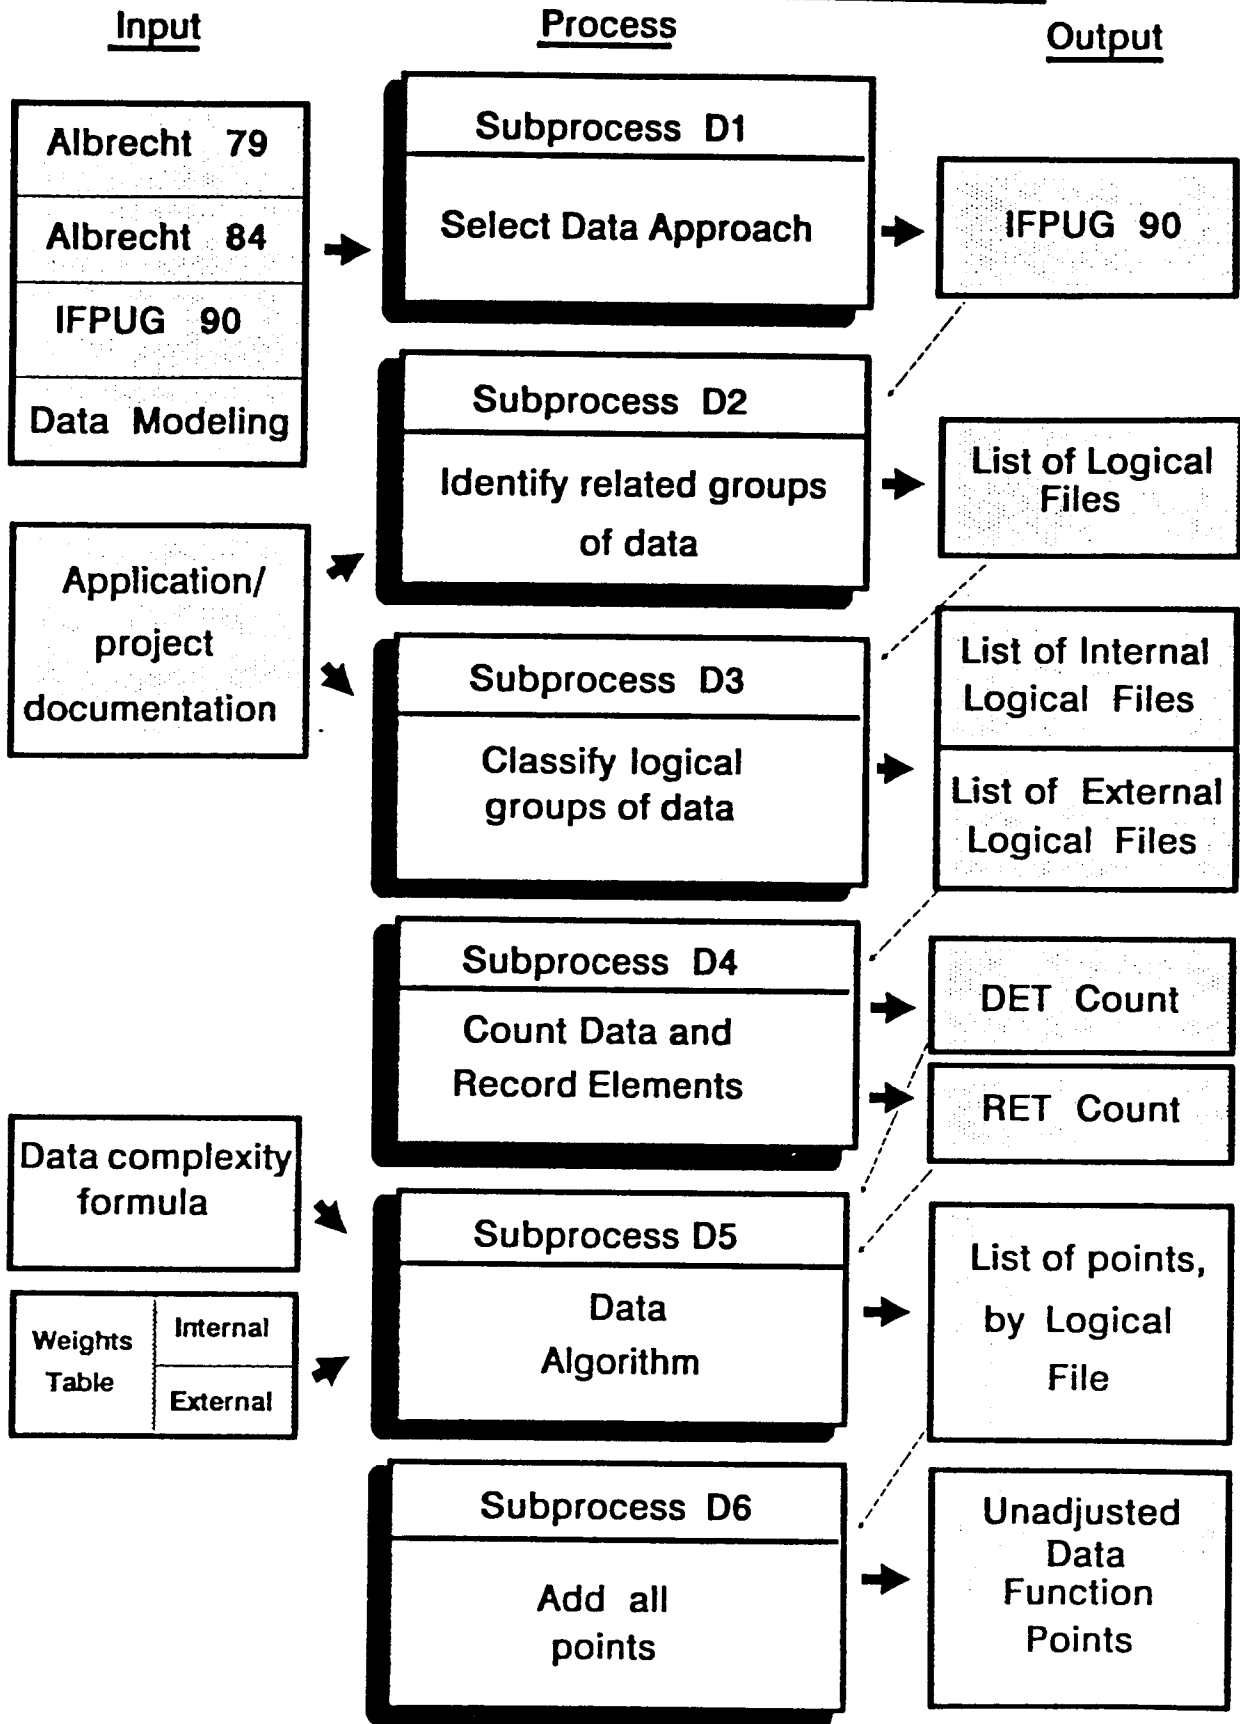 Input
Process
Output
Albrecht 79
Albrecht 84
IFPUG 90
Data Modeling
Subprocess D1
Select Data Approach
IFPUG 90
Subprocess D2
Identify related groups
of data
List of Logical
Files
Application/
project
documentation
Subprocess D3
Classify logical
groups of data
List of Internal
Logical Files
List of External
Logical Files
Subprocess D4
Count Data and
Record Elements
DET Count
RET Count
Data complexity
formula
Weights
Table
Internal
External
Subprocess D5
Data
Algorithm
List of points,
by Logical
File
Subprocess D6
Add all
points
Unadjusted
Data
Function
Points